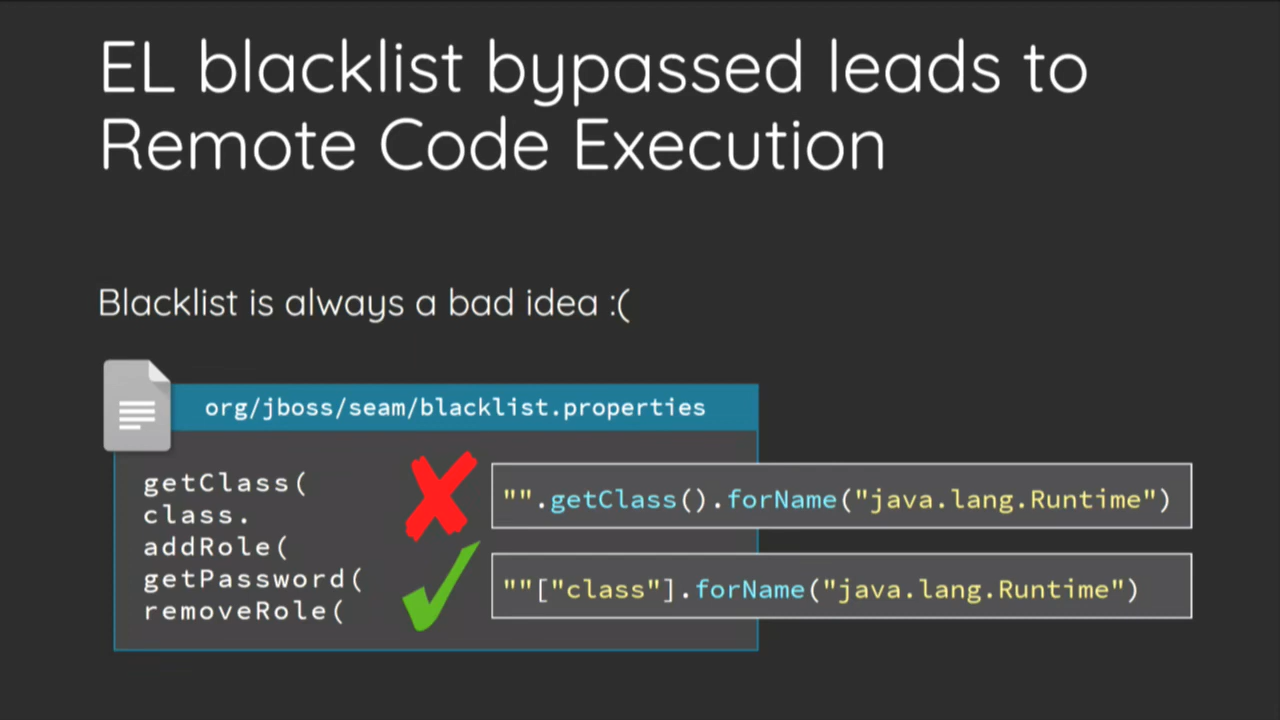 EL blacklist bypassed leads to
Remote Code Execution
Blacklist is always a bad idea :(
org/jboss/seam/blacklist.properties
getClass(
class.
addRole(
getPassword(
removeRole(
"".getClass().forName("java.lang.Runtime")
""["class"].forName("java.lang.Runtime")